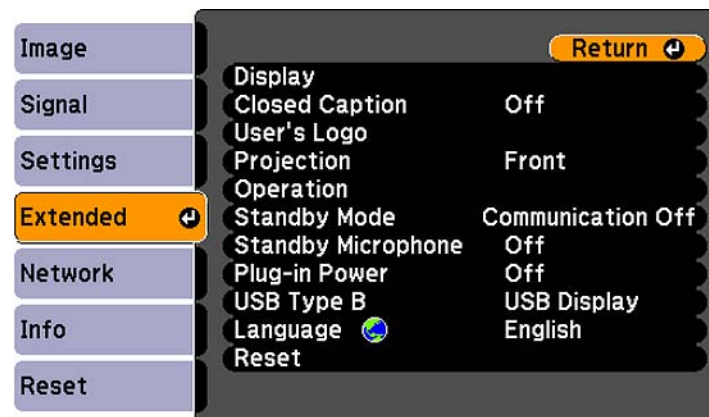 Image
Signal
Settings
Extended
Network
Info
Reset
Return
Display
Closed Caption Off
User's Logo
Projection Front
Operation
Standby Mode Communication Off
Standby Microphone Off
Plug-in Power Off
USB Type B USB Display
Language English
Reset